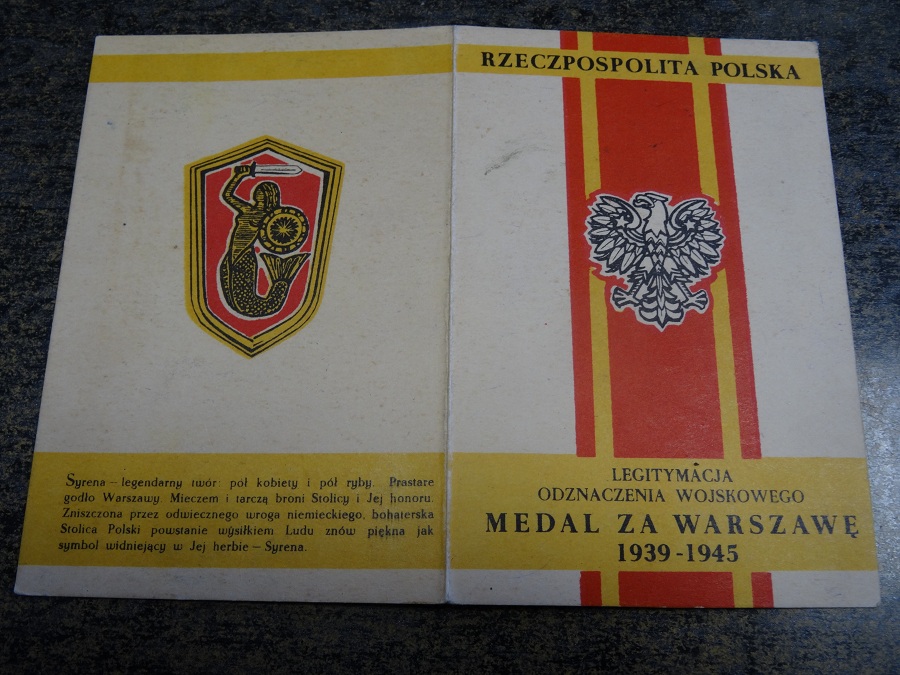 Syrena – legendarny twór: pół kobiety i pół ryby. Prastare
godło Warszawy. Mieczem i tarczą broni Stolicy i Jej honoru.
Zniszczona przez odwiecznego wroga niemieckiego, bohaterska
Stolica Polski powstanie wysiłkiem Ludu znów piękna jak
symbol widniejący w Jej herbie – Syrena.
RZECZPOSPOLITA POLSKA
LEGITYMACJA
ODZNACZENIA WOJSKOWEGO
MEDAL ZA WARSZAWĘ
1939-1945